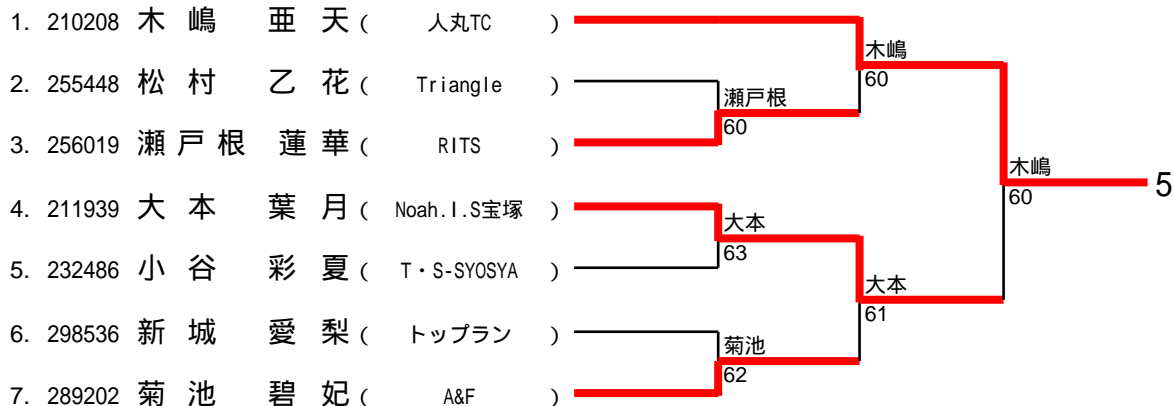 1. 210208 木嶋 亜天 ( 人丸TC )
木嶋
60
2. 255448 松村 乙花 ( Triangle )
瀬戸根
60
3. 256019 瀬戸根 蓮華 ( RITS )
木嶋
60
5
4. 211939 大本 葉月 ( Noah.I.S宝塚 )
大本
63
5. 232486 小谷 彩夏 ( T・S-SYOSYA )
大本
61
6. 298536 新城 愛梨 ( トップラン )
菊池
62
7. 289202 菊池 碧妃 ( A&F )